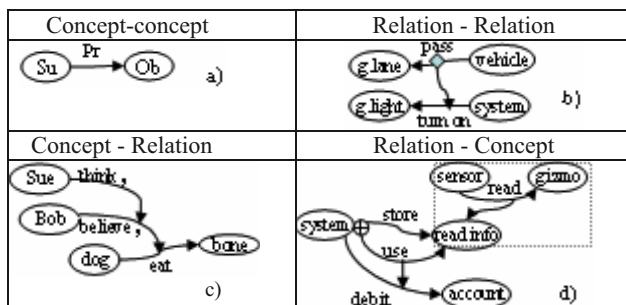 Concept-concept
Relation - Relation
Su
Pr
Ob
a)
pass
g.lane
vehicle
g.light
system
turn on
b)
Concept - Relation
Relation - Concept
Sue
think,
Bob
believe,
dog
eat
bone
c)
sensor
read
gizmo
system
store
read info
use
debit
account
d)